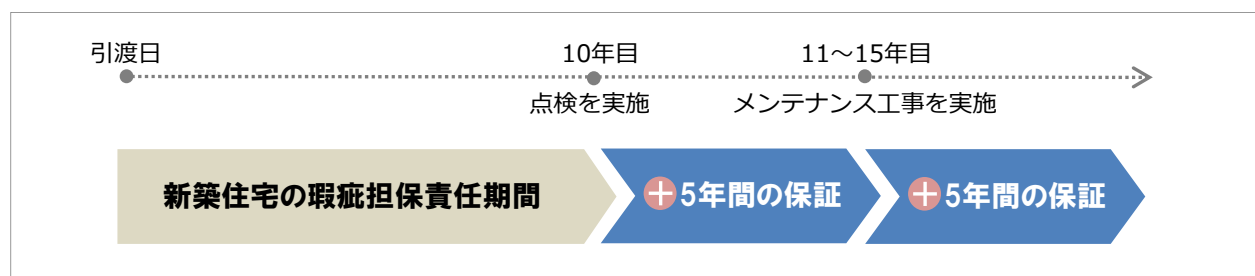 引渡日
10年目
11～15年目
点検を実施
メンテナンス工事を実施
新築住宅の瑕疵担保責任期間
+5年間の保証
+5年間の保証